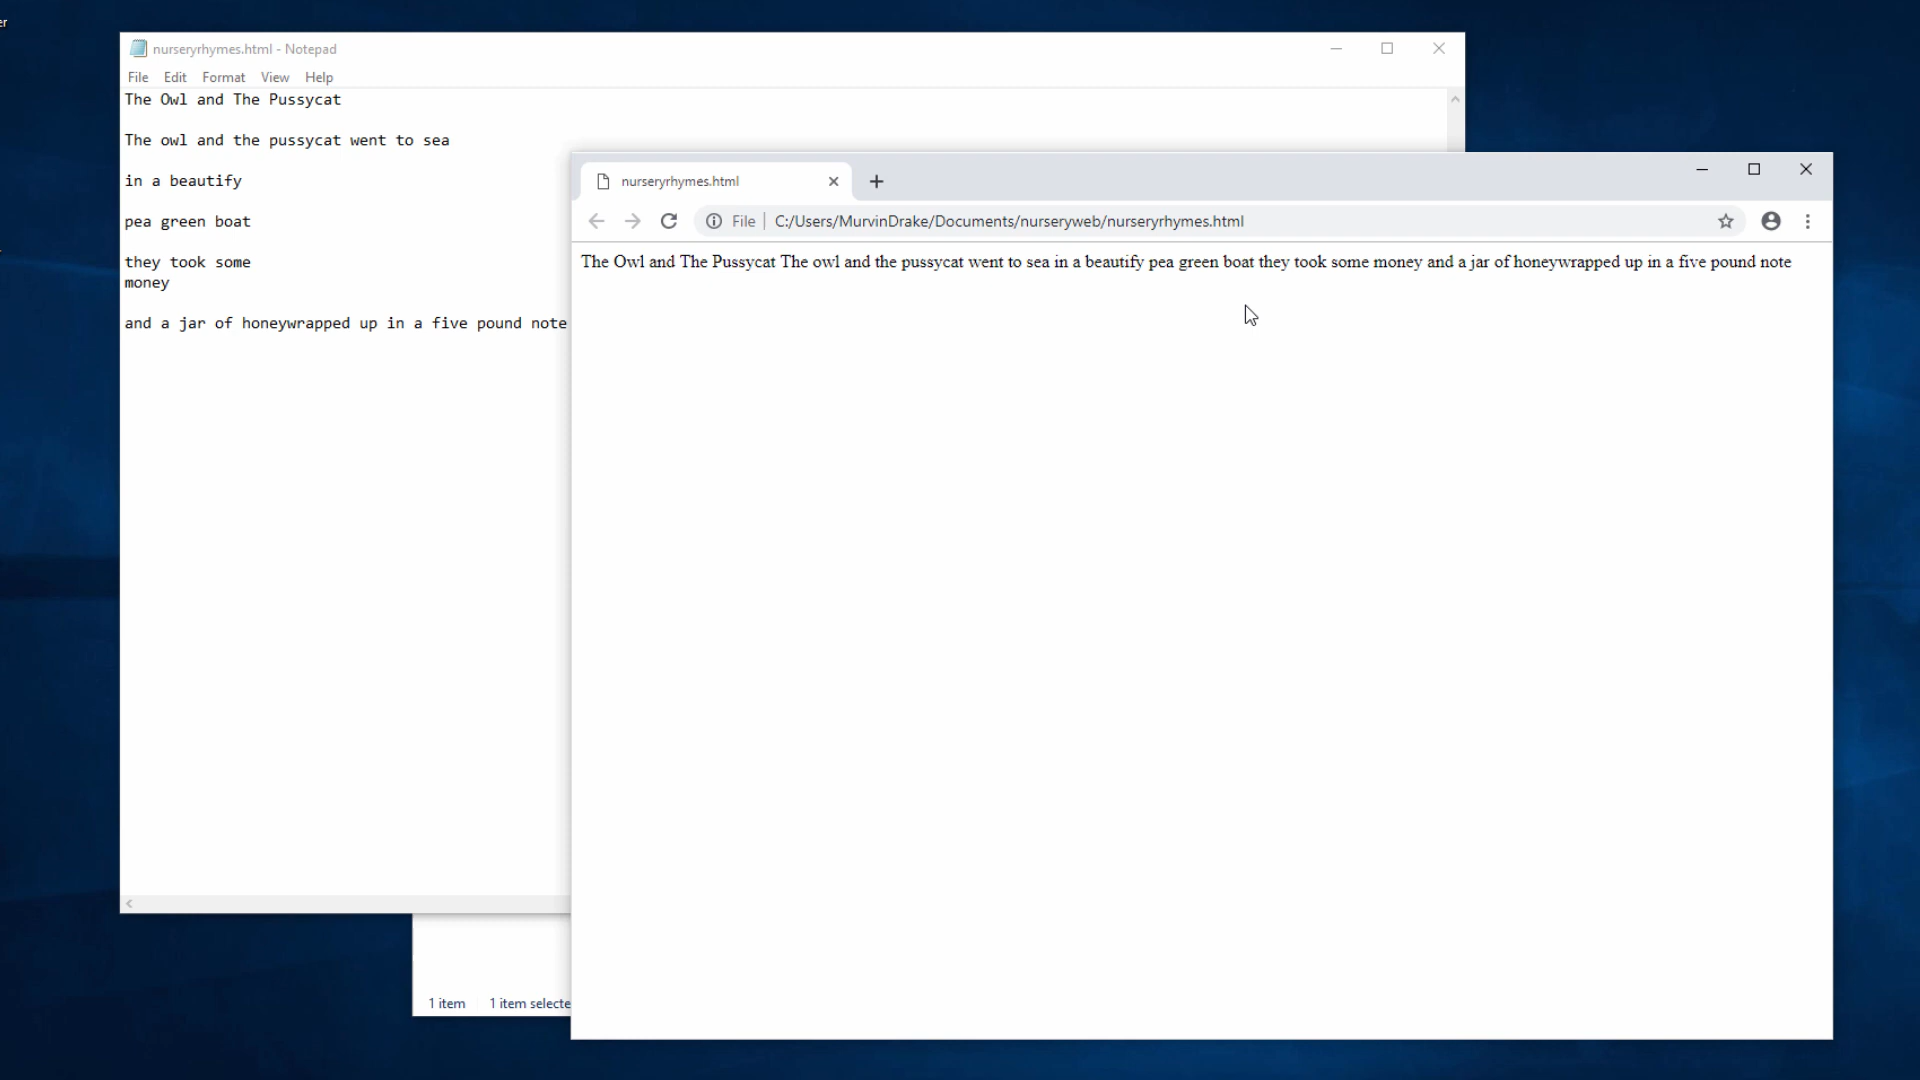 er
nurseryrhymes.html - Notepad
File Edit Format View Help
The Owl and The Pussycat
The owl and the pussycat went to sea
in a beautify
pea green boat
they took some
money
and a jar of honeywrapped up in a five pound note
nurseryrhymes.html
File C:/Users/MurvinDrake/Documents/nurseryweb/nurseryrhymes.html
The Owl and The Pussycat The owl and the pussycat went to sea in a beautify pea green boat they took some money and a jar of honeywrapped up in a five pound note
1 item 1 item selecte